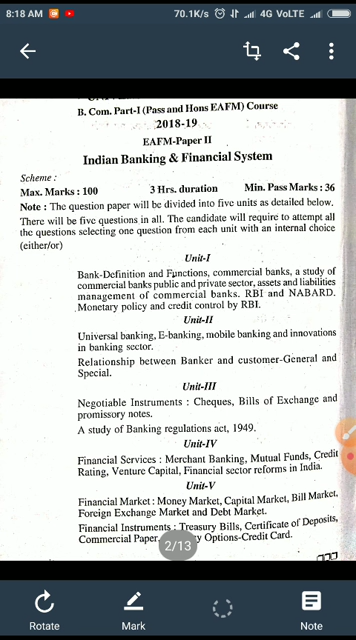 8:18 AM 70.1K/s 4G VoLTE
B. Com. Part-I (Pass and Hons EAFM) Course
2018-19
EAFM-Paper II
Indian Banking & Financial System
Scheme :
Max. Marks : 100 3 Hrs. duration Min. Pass Marks : 36
Note : The question paper will be divided into five units as detailed below.
There will be five questions in all. The candidate will require to attempt all
the questions selecting one question from each unit with an internal choice
(either/or)
Unit-I
Bank-Definition and Functions, commercial banks, a study of
commercial banks public and private sector, assets and liabilities
management of commercial banks. RBI and NABARD.
Monetary policy and credit control by RBI.
Unit-II
Universal banking, E-banking, mobile banking and innovations
in banking sector.
Relationship between Banker and customer-General and
Special.
Unit-III
Negotiable Instruments : Cheques, Bills of Exchange and
promissory notes.
A study of Banking regulations act, 1949.
Unit-IV
Financial Services : Merchant Banking, Mutual Funds, Credit
Rating, Venture Capital, Financial sector reforms in India.
Unit-V
Financial Market : Money Market, Capital Market, Bill Market,
Foreign Exchange Market and Debt Market.
Financial Instruments : Treasury Bills, Certificate of Deposits,
Commercial Paper, Options-Credit Card.
2/13
Rotate Mark Note